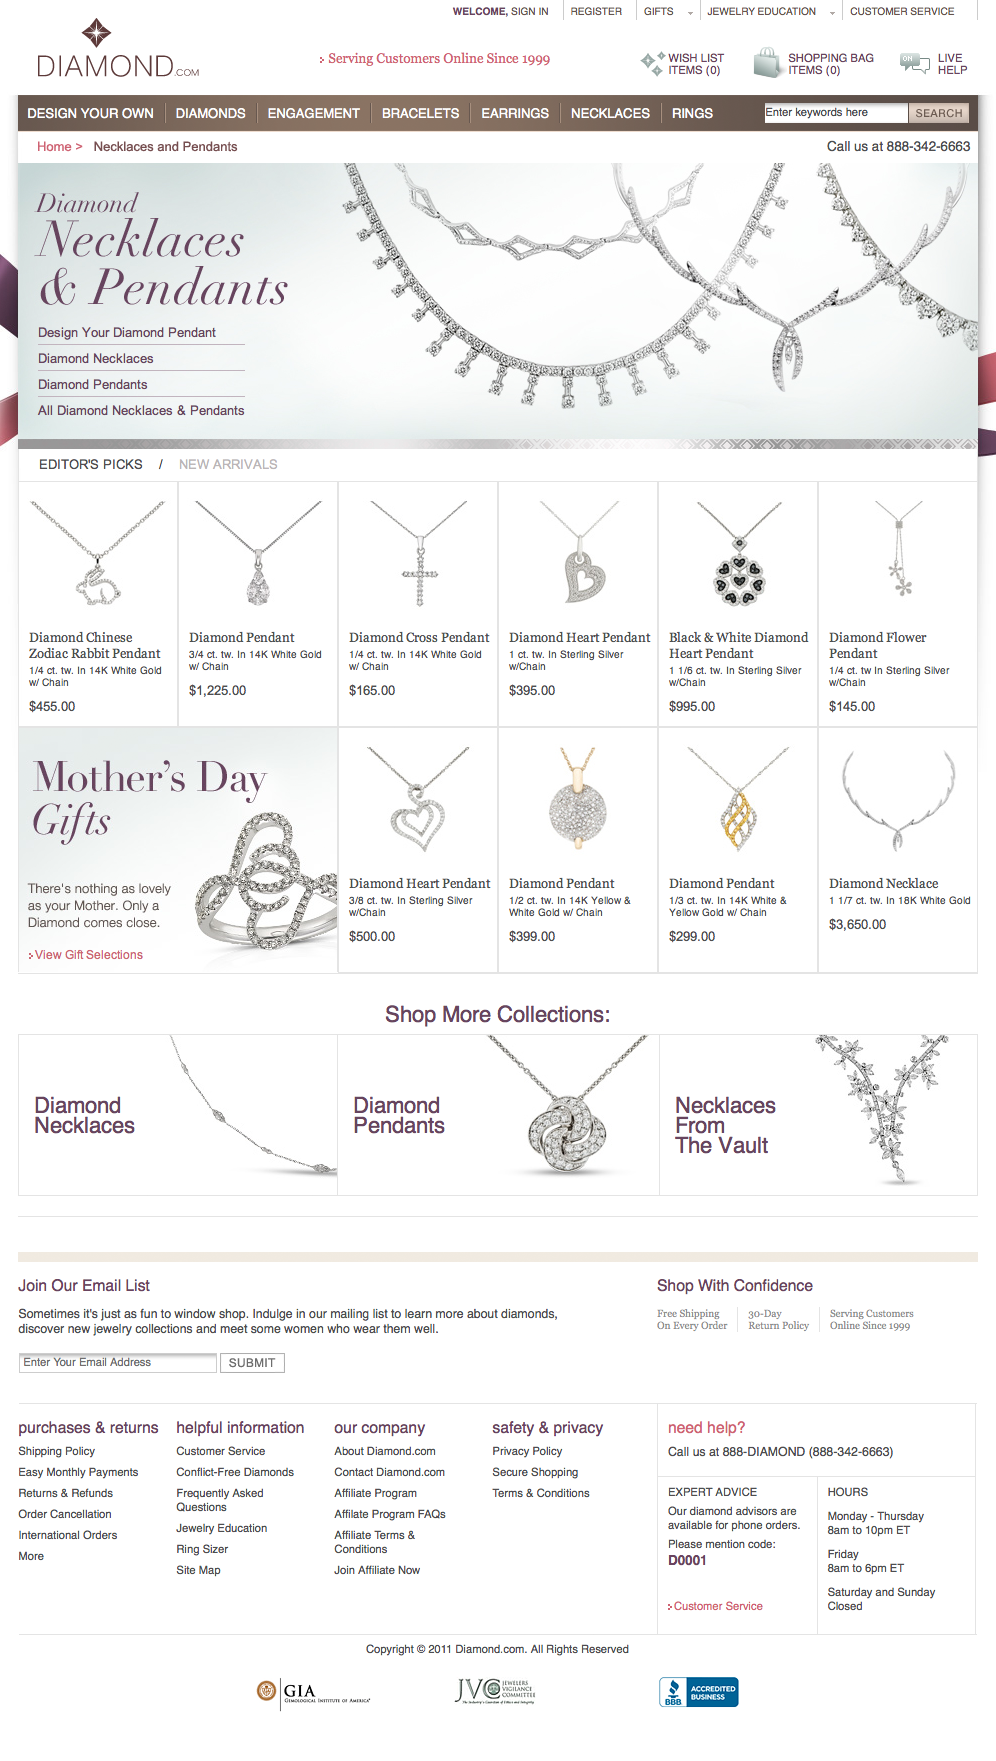 WELCOME, SIGN IN
REGISTER
GIFTS
JEWELRY EDUCATION
CUSTOMER SERVICE
DIAMOND.COM
Serving Customers Online Since 1999
WISH LIST
ITEMS (0)
SHOPPING BAG
ITEMS (0)
ON
LIVE
HELP
DESIGN YOUR OWN
DIAMONDS
ENGAGEMENT
BRACELETS
EARRINGS
NECKLACES
RINGS
Enter keywords here
SEARCH
Home > Necklaces and Pendants
Call us at 888-342-6663
Diamond
Necklaces
& Pendants
Design Your Diamond Pendant
Diamond Necklaces
Diamond Pendants
All Diamond Necklaces & Pendants
EDITOR'S PICKS / NEW ARRIVALS
Diamond Chinese
Zodiac Rabbit Pendant
1/4 ct. tw. In 14K White Gold
w/ Chain
$455.00
Diamond Pendant
3/4 ct. tw. In 14K White Gold
w/ Chain
$1,225.00
Diamond Cross Pendant
1/4 ct. tw. In 14K White Gold
w/ Chain
$165.00
Diamond Heart Pendant
1 ct. tw. In Sterling Silver
w/Chain
$395.00
Black & White Diamond
Heart Pendant
1 1/6 ct. tw. In Sterling Silver
w/Chain
$995.00
Diamond Flower
Pendant
1/4 ct. tw. In Sterling Silver
w/Chain
$145.00
Mother's Day
Gifts
There's nothing as lovely
as your Mother. Only a
Diamond comes close.
View Gift Selections
Diamond Heart Pendant
3/8 ct. tw. In Sterling Silver
w/Chain
$500.00
Diamond Pendant
1/2 ct. tw. In 14K Yellow &
White Gold w/ Chain
$399.00
Diamond Pendant
1/3 ct. tw. In 14K White &
Yellow Gold w/ Chain
$299.00
Diamond Necklace
1 1/7 ct. tw. In 18K White Gold
$3,650.00
Shop More Collections:
Diamond
Necklaces
Diamond
Pendants
Necklaces
From
The Vault
Join Our Email List
Sometimes it's just as fun to window shop. Indulge in our mailing list to learn more about diamonds,
discover new jewelry collections and meet some women who wear them well.
Enter Your Email Address
SUBMIT
Shop With Confidence
Free Shipping
On Every Order
30-Day
Return Policy
Serving Customers
Online Since 1999
purchases & returns
Shipping Policy
Easy Monthly Payments
Returns & Refunds
Order Cancellation
International Orders
More
helpful information
Customer Service
Conflict-Free Diamonds
Frequently Asked
Questions
Jewelry Education
Ring Sizer
Site Map
our company
About Diamond.com
Contact Diamond.com
Affiliate Program
Affilate Program FAQs
Affiliate Terms &
Conditions
Join Affiliate Now
safety & privacy
Privacy Policy
Secure Shopping
Terms & Conditions
need help?
Call us at 888-DIAMOND (888-342-6663)
EXPERT ADVICE
Our diamond advisors are
available for phone orders.
Please mention code:
D0001
Customer Service
HOURS
Monday - Thursday
8am to 10pm ET
Friday
8am to 6pm ET
Saturday and Sunday
Closed
Copyright © 2011 Diamond.com. All Rights Reserved
GIA
GEMOLOGICAL INSTITUTE OF AMERICA
JVC
JEWELERS
VIGILANCE
COMMITTEE
The Industry's Guardian of Ethics and Integrity
BBB
ACCREDITED
BUSINESS